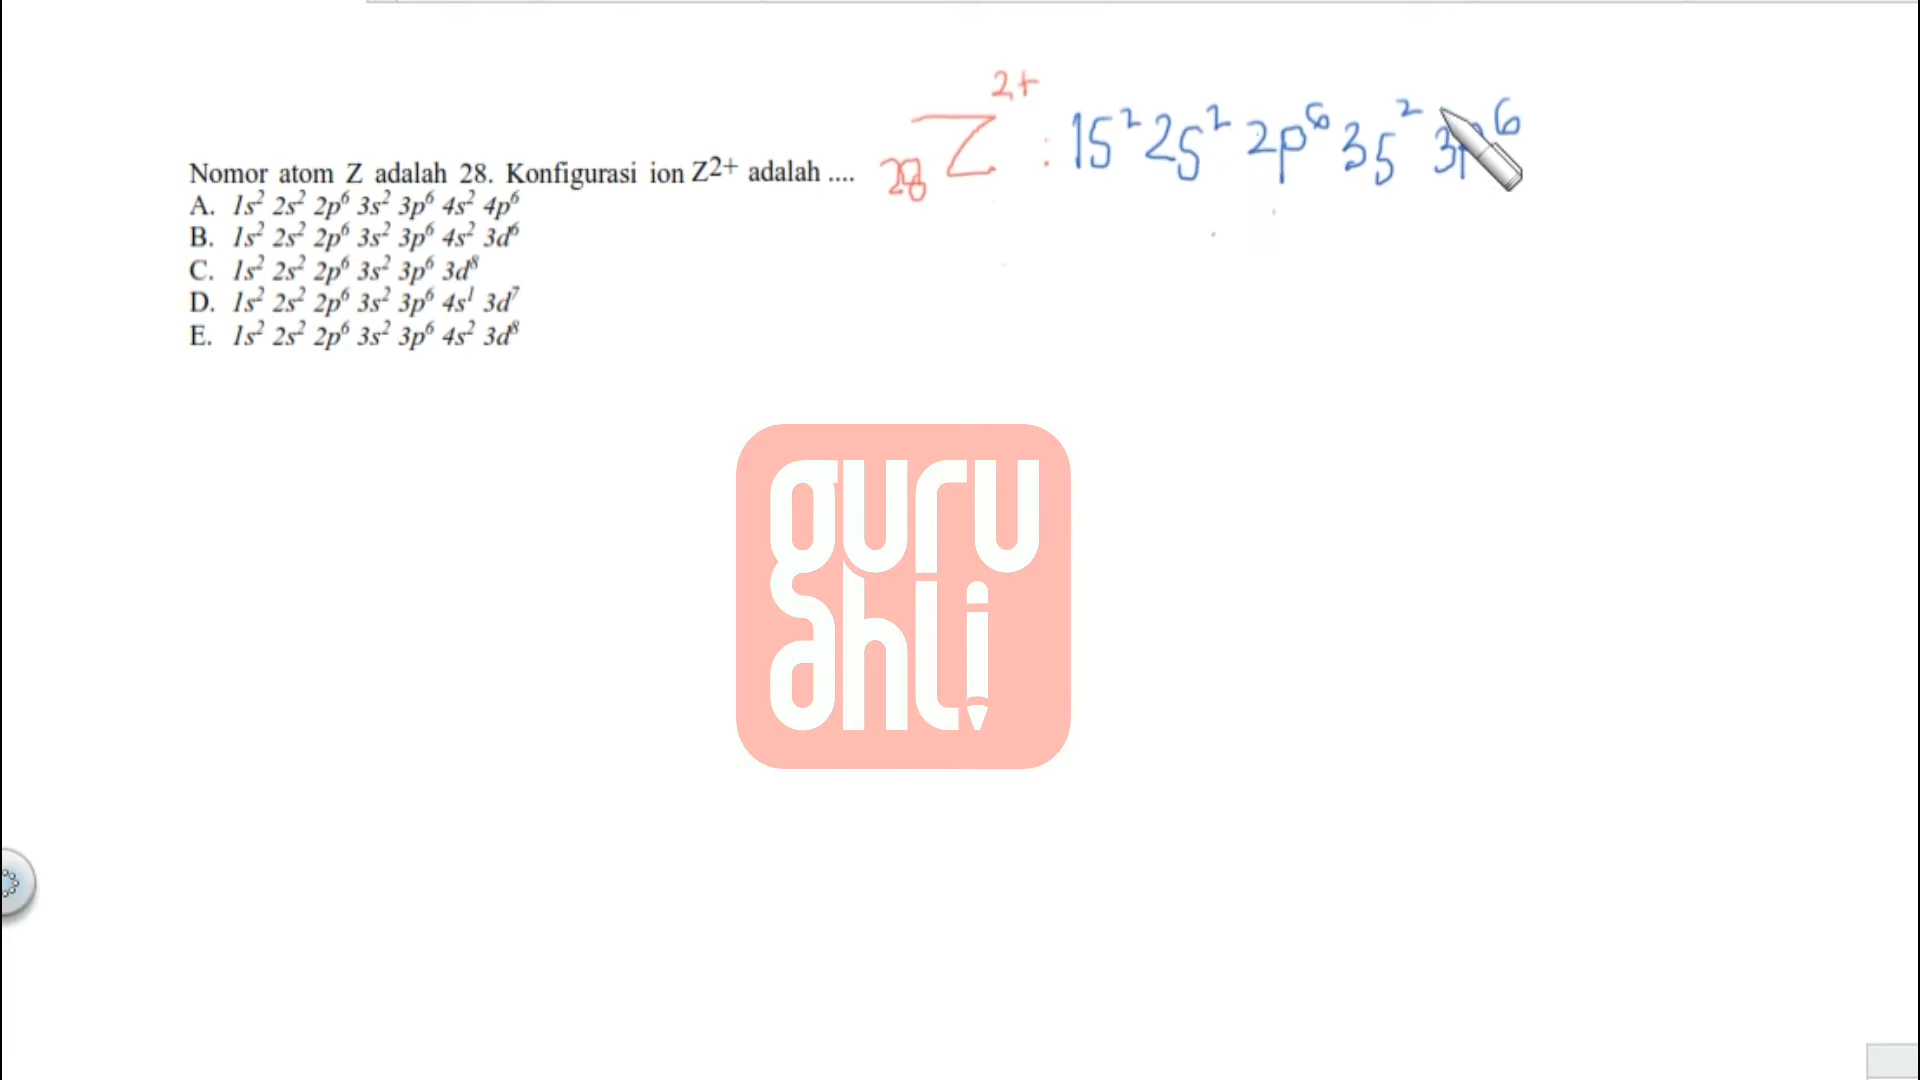 Nomor atom Z adalah 28. Konfigurasi ion Z²⁺ adalah ....
A. 1s² 2s² 2p⁶ 3s² 3p⁶ 4s² 4p⁶
B. 1s² 2s² 2p⁶ 3s² 3p⁶ 4s² 3d⁶
C. 1s² 2s² 2p⁶ 3s² 3p⁶ 3d⁸
D. 1s² 2s² 2p⁶ 3s² 3p⁶ 4s¹ 3d⁷
E. 1s² 2s² 2p⁶ 3s² 3p⁶ 4s² 3d⁸
₂₈Z²⁺ : 1s² 2s² 2p⁶ 3s² 3p⁶
guru
ahli